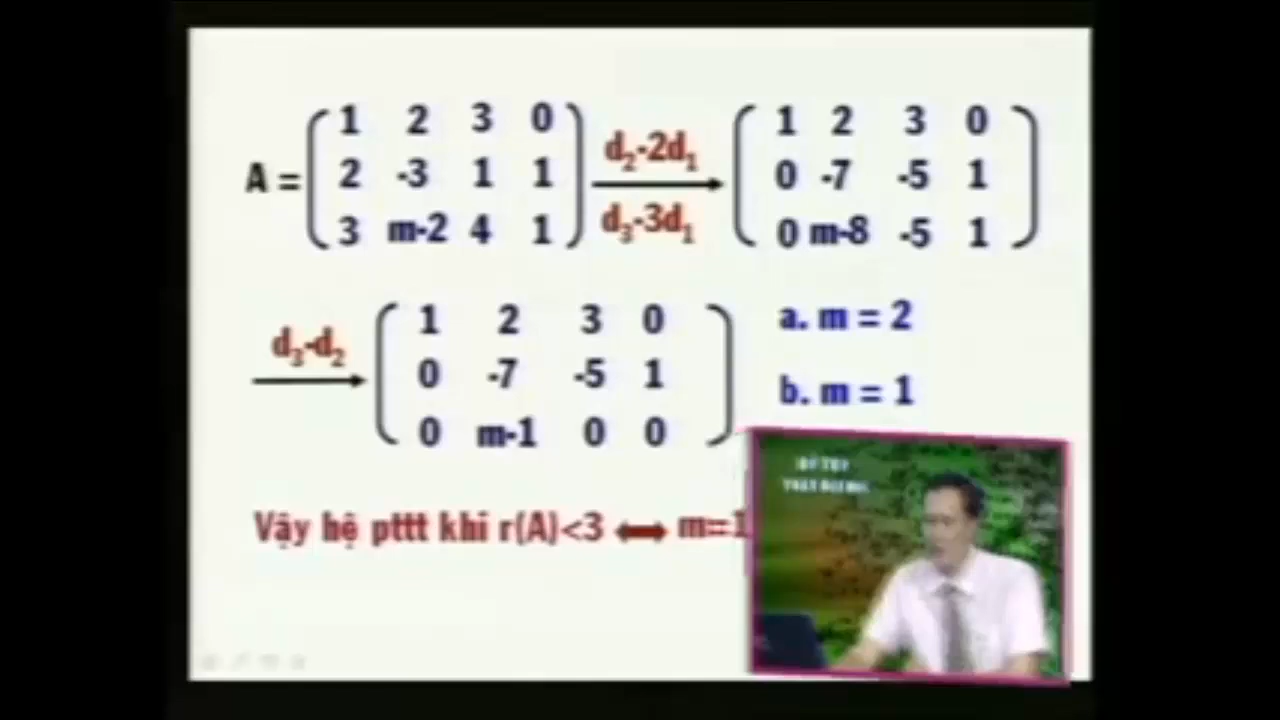 A = ( 1 2 3 0
2 -3 1 1
3 m-2 4 1 )
d₂-2d₁
d₃-3d₁
( 1 2 3 0
0 -7 -5 1
0 m-8 -5 1 )
d₃-d₂
( 1 2 3 0
0 -7 -5 1
0 m-1 0 0 )
a. m = 2
b. m = 1
Vậy hệ pttt khi r(A)<3 ⟺ m=1